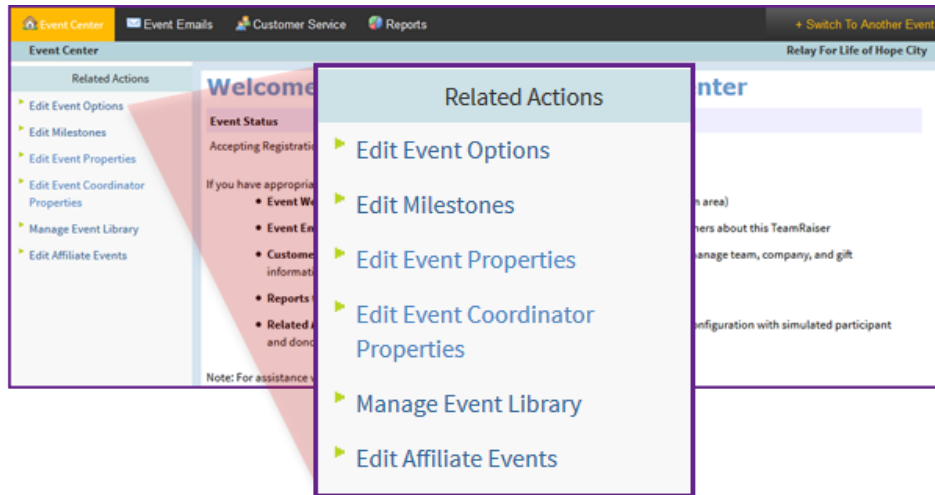 Event Center Event Emails Customer Service Reports + Switch To Another Event
Event Center Relay For Life of Hope City
Related Actions
Edit Event Options
Edit Milestones
Edit Event Properties
Edit Event Coordinator
Properties
Manage Event Library
Edit Affiliate Events
Welcome nter
Event Status
Accepting Registratio
If you have appropria
• Event We n area)
• Event En ners about this TeamRaiser
• Custome anage team, company, and gift
informati
• Reports
• Related A onfiguration with simulated participant
and dono
Note: For assistance
Related Actions
Edit Event Options
Edit Milestones
Edit Event Properties
Edit Event Coordinator
Properties
Manage Event Library
Edit Affiliate Events